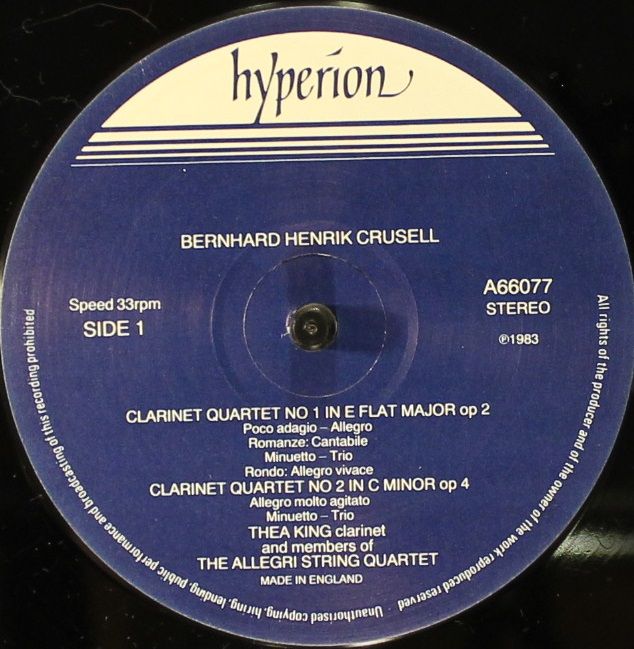 hyperion
BERNHARD HENRIK CRUSELL
Speed 33rpm
SIDE 1
A66077
STEREO
℗1983
CLARINET QUARTET NO 1 IN E FLAT MAJOR op 2
Poco adagio – Allegro
Romanze: Cantabile
Minuetto – Trio
Rondo: Allegro vivace
CLARINET QUARTET NO 2 IN C MINOR op 4
Allegro molto agitato
Minuetto – Trio
THEA KING clarinet
and members of
THE ALLEGRI STRING QUARTET
MADE IN ENGLAND
All rights of the producer and of the owner of the work reproduced reserved · Unauthorised copying, hiring, lending, public performance and broadcasting of this recording prohibited